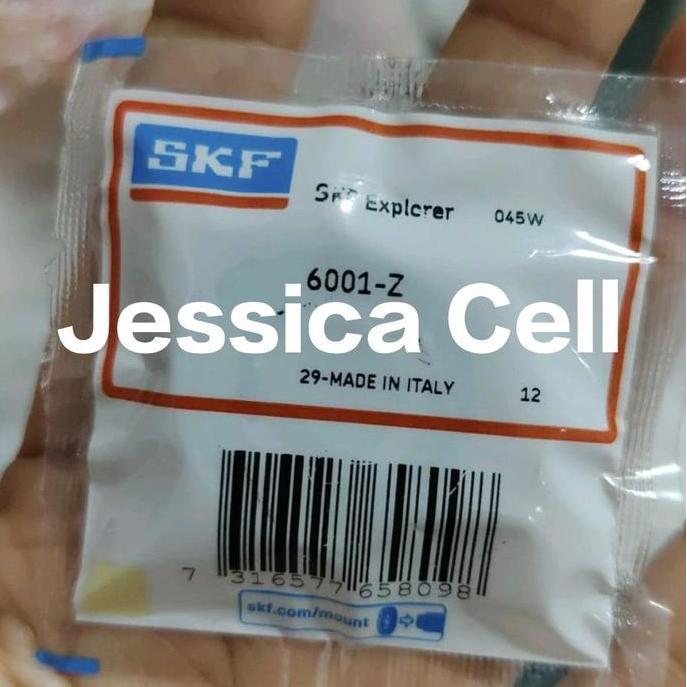 SKF
SKF Explorer 045W
6001-Z
Jessica Cell
29-MADE IN ITALY 12
7 316577 658098
skf.com/mount